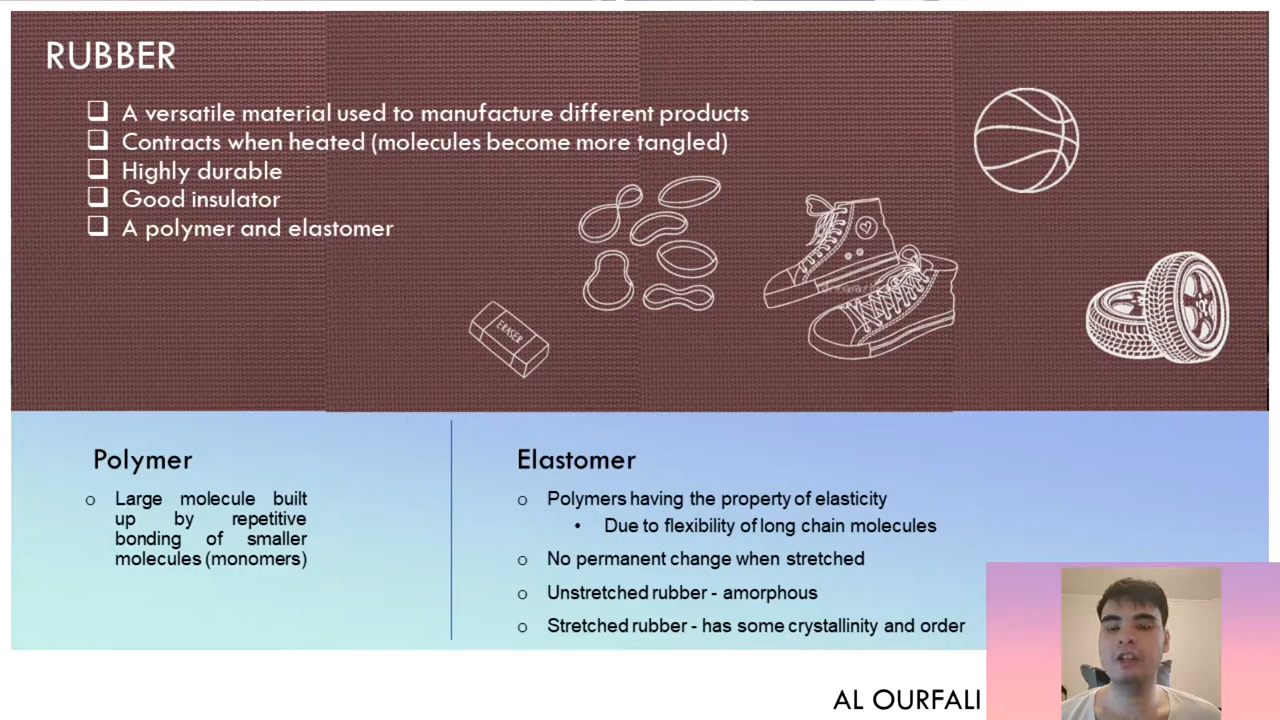 RUBBER
❑ A versatile material used to manufacture different products
❑ Contracts when heated (molecules become more tangled)
❑ Highly durable
❑ Good insulator
❑ A polymer and elastomer
ERASER
Polymer
o Large molecule built
up by repetitive
bonding of smaller
molecules (monomers)
Elastomer
o Polymers having the property of elasticity
• Due to flexibility of long chain molecules
o No permanent change when stretched
o Unstretched rubber - amorphous
o Stretched rubber - has some crystallinity and order
AL OURFALI